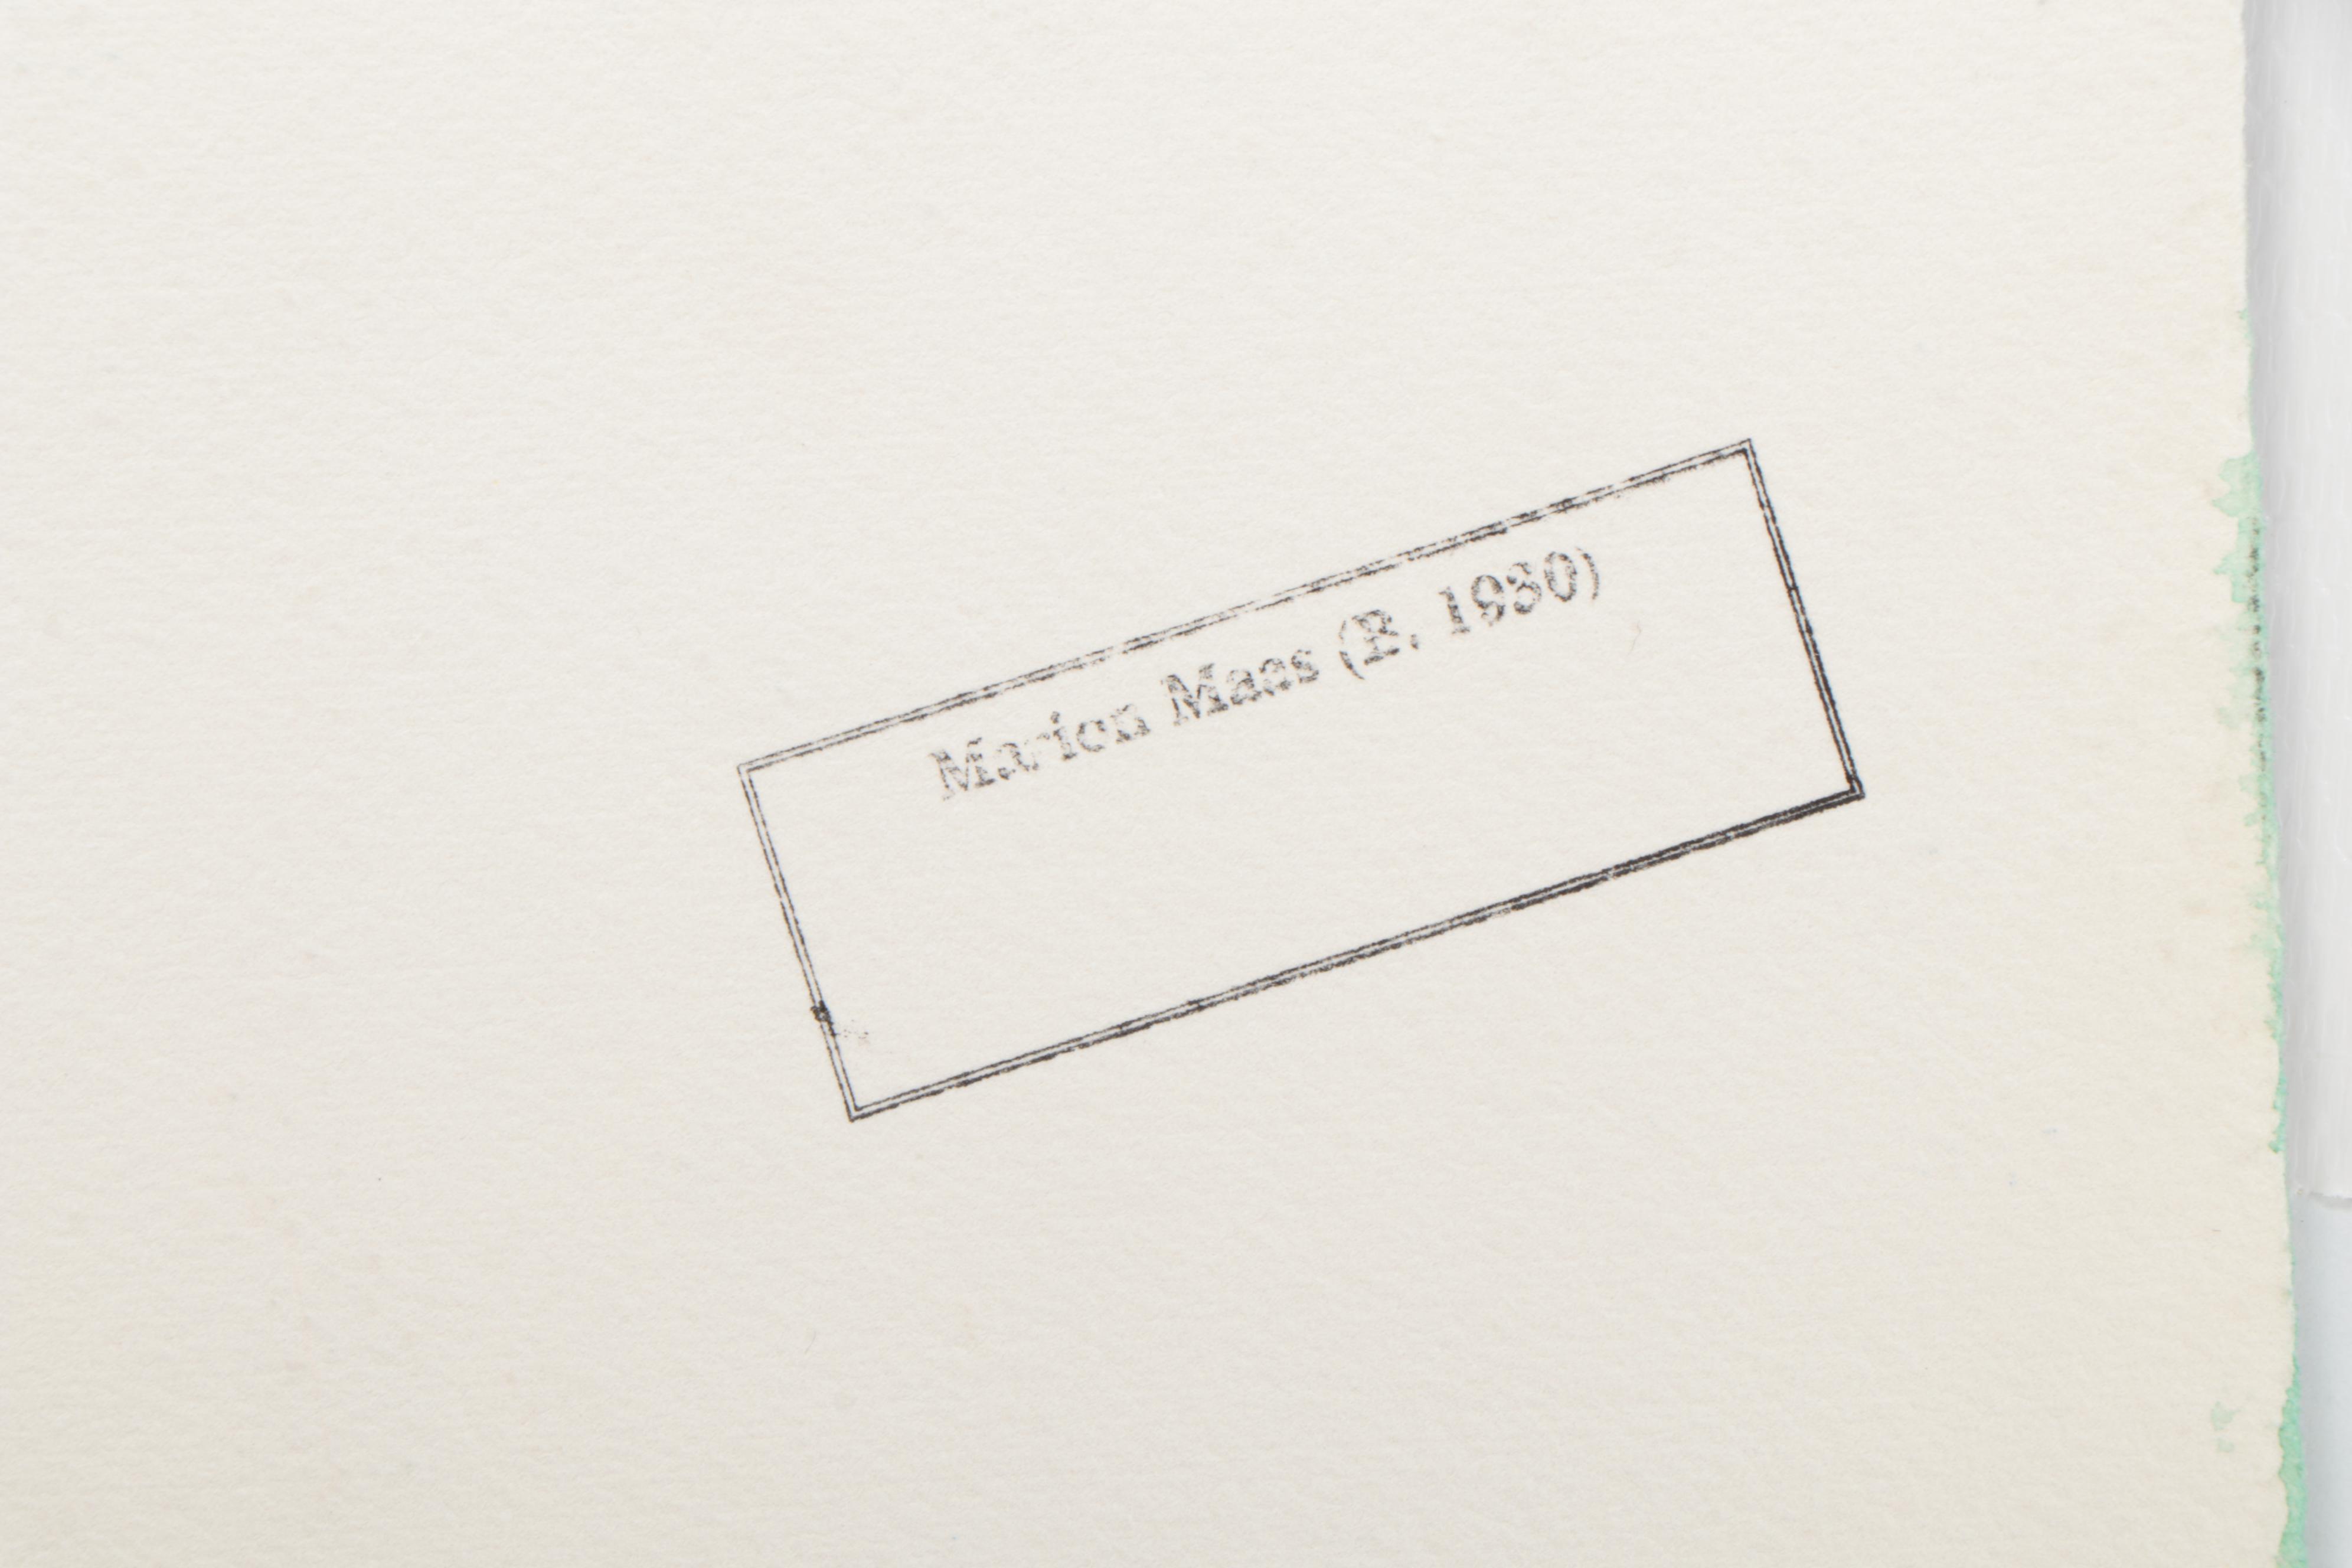 Marion Maas (B. 1930)